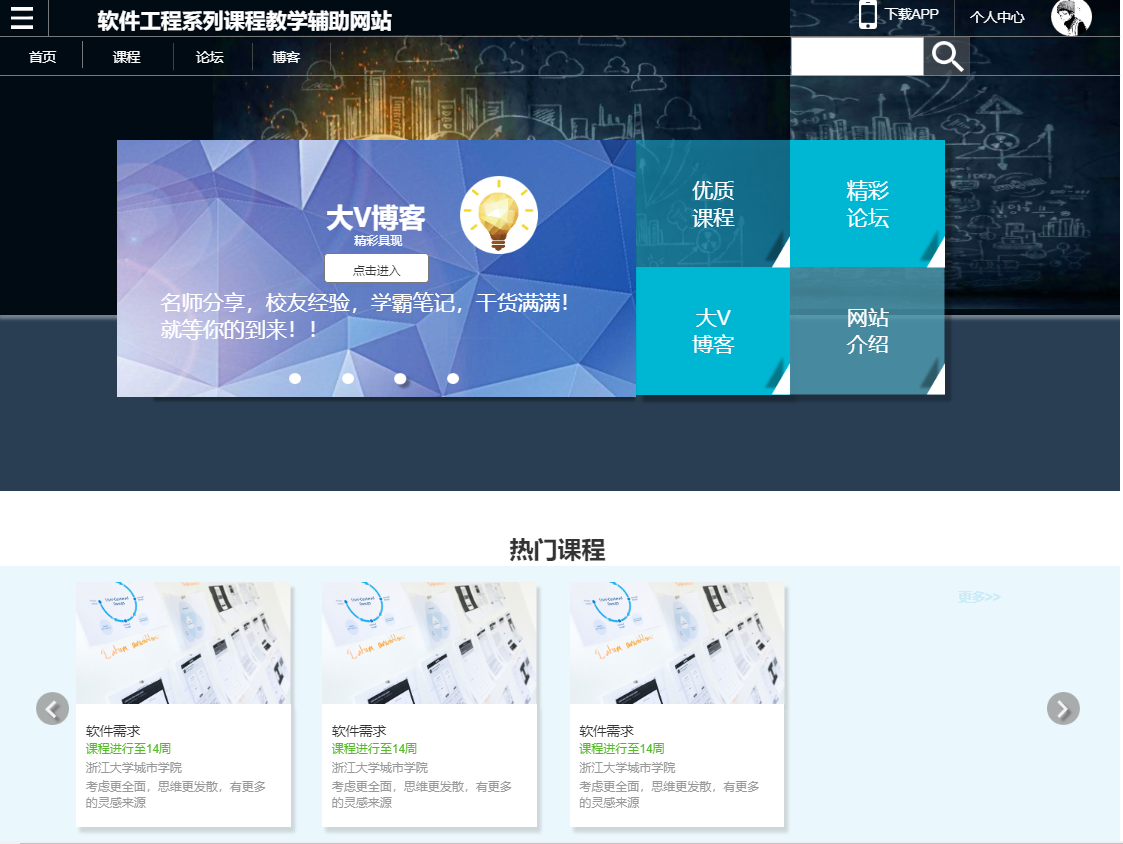 软件工程系列课程教学辅助网站
下载APP
个人中心
首页
课程
论坛
博客
大V博客
精彩具现
点击进入
名师分享，校友经验，学霸笔记，干货满满！
就等你的到来！！
优质
课程
精彩
论坛
大V
博客
网站
介绍
热门课程
更多>>
软件需求
课程进行至14周
浙江大学城市学院
考虑更全面，思维更发散，有更多
的灵感来源
软件需求
课程进行至14周
浙江大学城市学院
考虑更全面，思维更发散，有更多
的灵感来源
软件需求
课程进行至14周
浙江大学城市学院
考虑更全面，思维更发散，有更多
的灵感来源